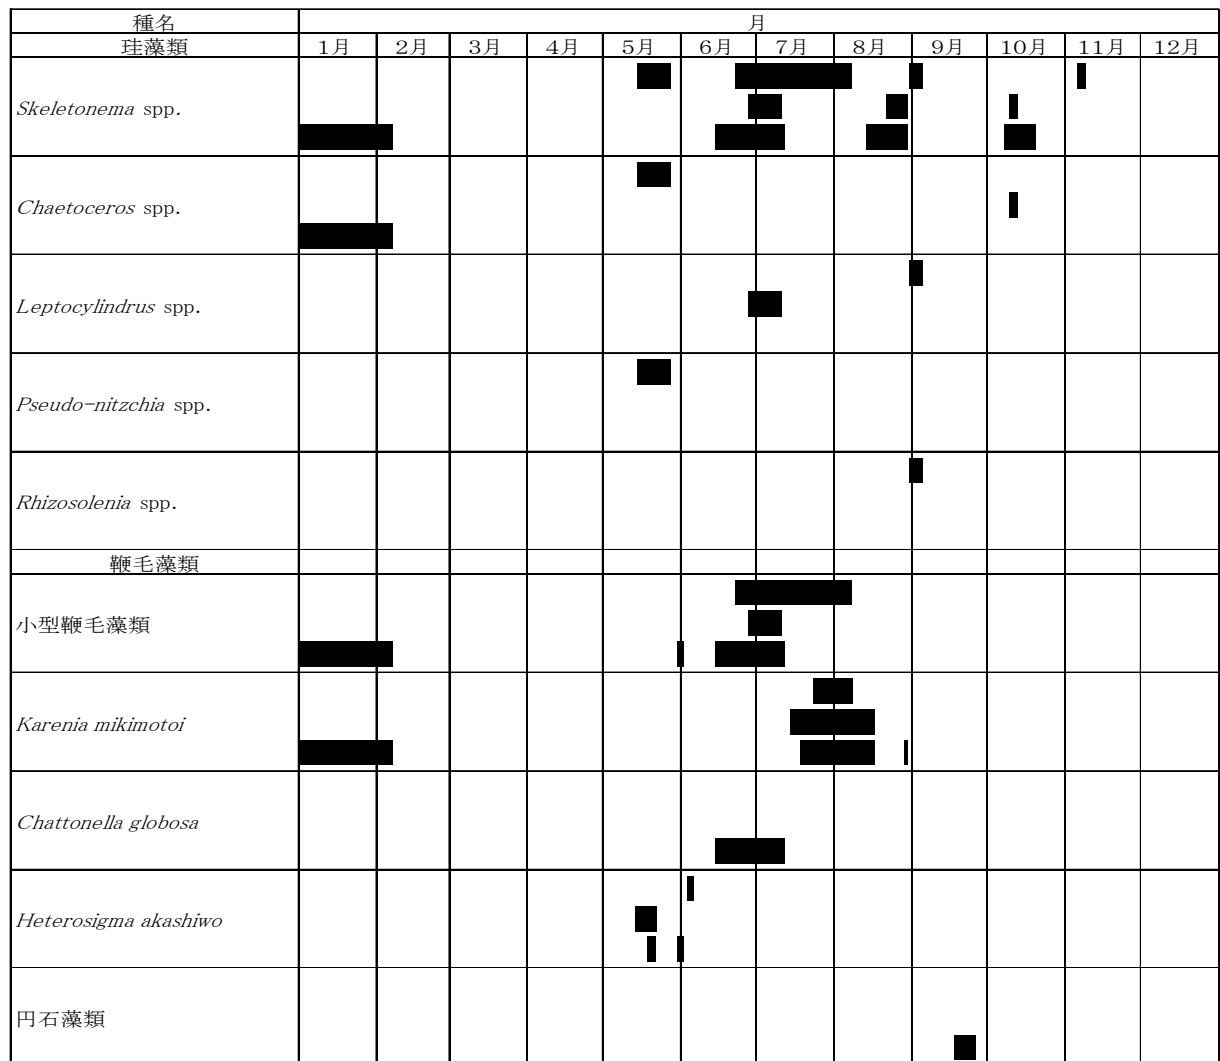 種名 月
珪藻類 1月 2月 3月 4月 5月 6月 7月 8月 9月 10月 11月 12月
Skeletonema spp.
Chaetoceros spp.
Leptocylindrus spp.
Pseudo-nitzchia spp.
Rhizosolenia spp.
鞭毛藻類
小型鞭毛藻類
Karenia mikimotoi
Chattonella globosa
Heterosigma akashiwo
円石藻類